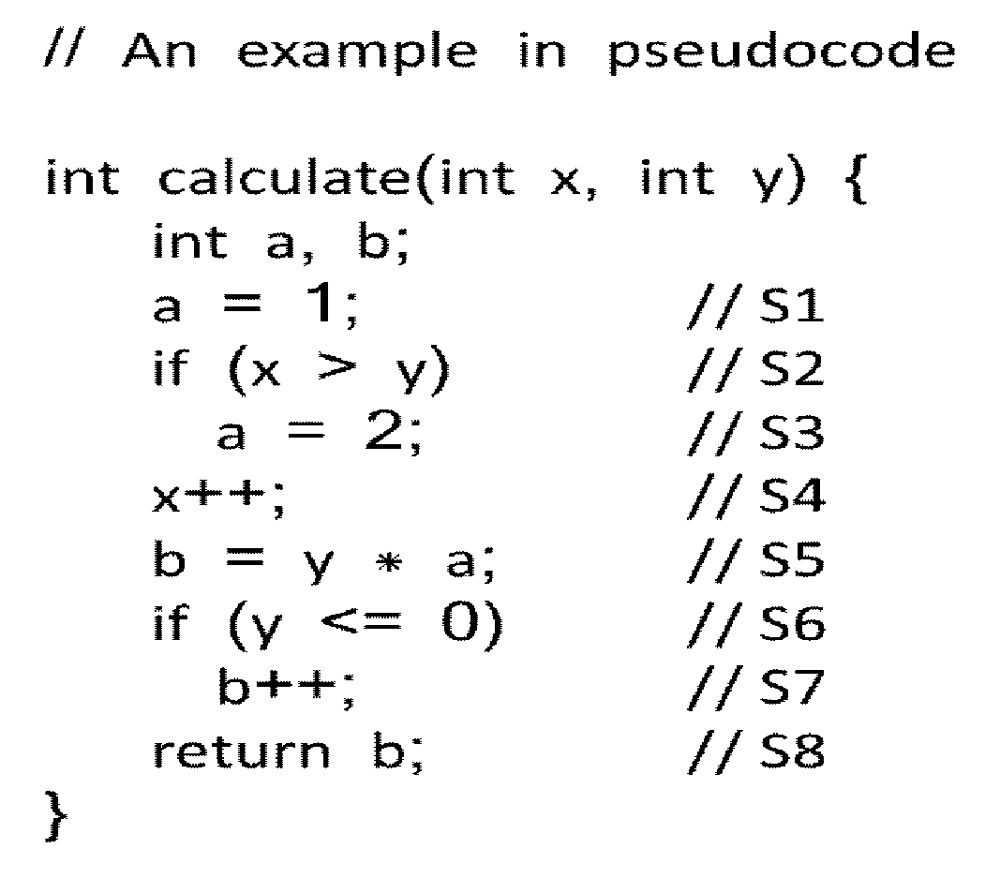 // An example in pseudocode
int calculate(int x, int y) {
int a, b;
a = 1; // S1
if (x > y) // S2
a = 2; // S3
x++; // S4
b = y * a; // S5
if (y <= 0) // S6
b++; // S7
return b; // S8
}